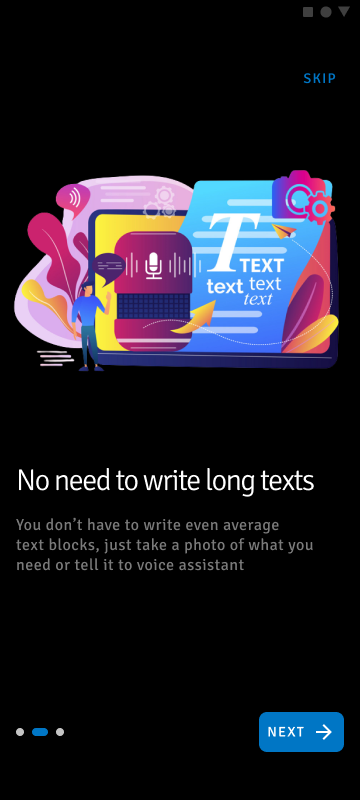 SKIP
T
TEXT
text text
text
No need to write long texts
You don’t have to write even average
text blocks, just take a photo of what you
need or tell it to voice assistant
NEXT